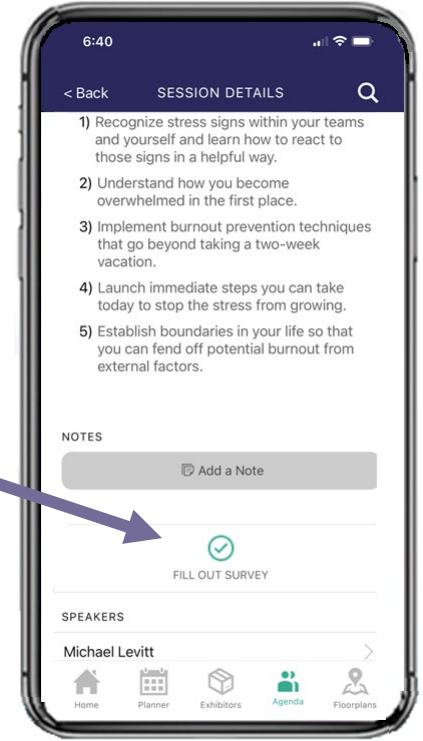 6:40
< Back SESSION DETAILS
1) Recognize stress signs within your teams
and yourself and learn how to react to
those signs in a helpful way.
2) Understand how you become
overwhelmed in the first place.
3) Implement burnout prevention techniques
that go beyond taking a two-week
vacation.
4) Launch immediate steps you can take
today to stop the stress from growing.
5) Establish boundaries in your life so that
you can fend off potential burnout from
external factors.
NOTES
Add a Note
FILL OUT SURVEY
SPEAKERS
Michael Levitt
Home Planner Exhibitors Agenda Floorplans